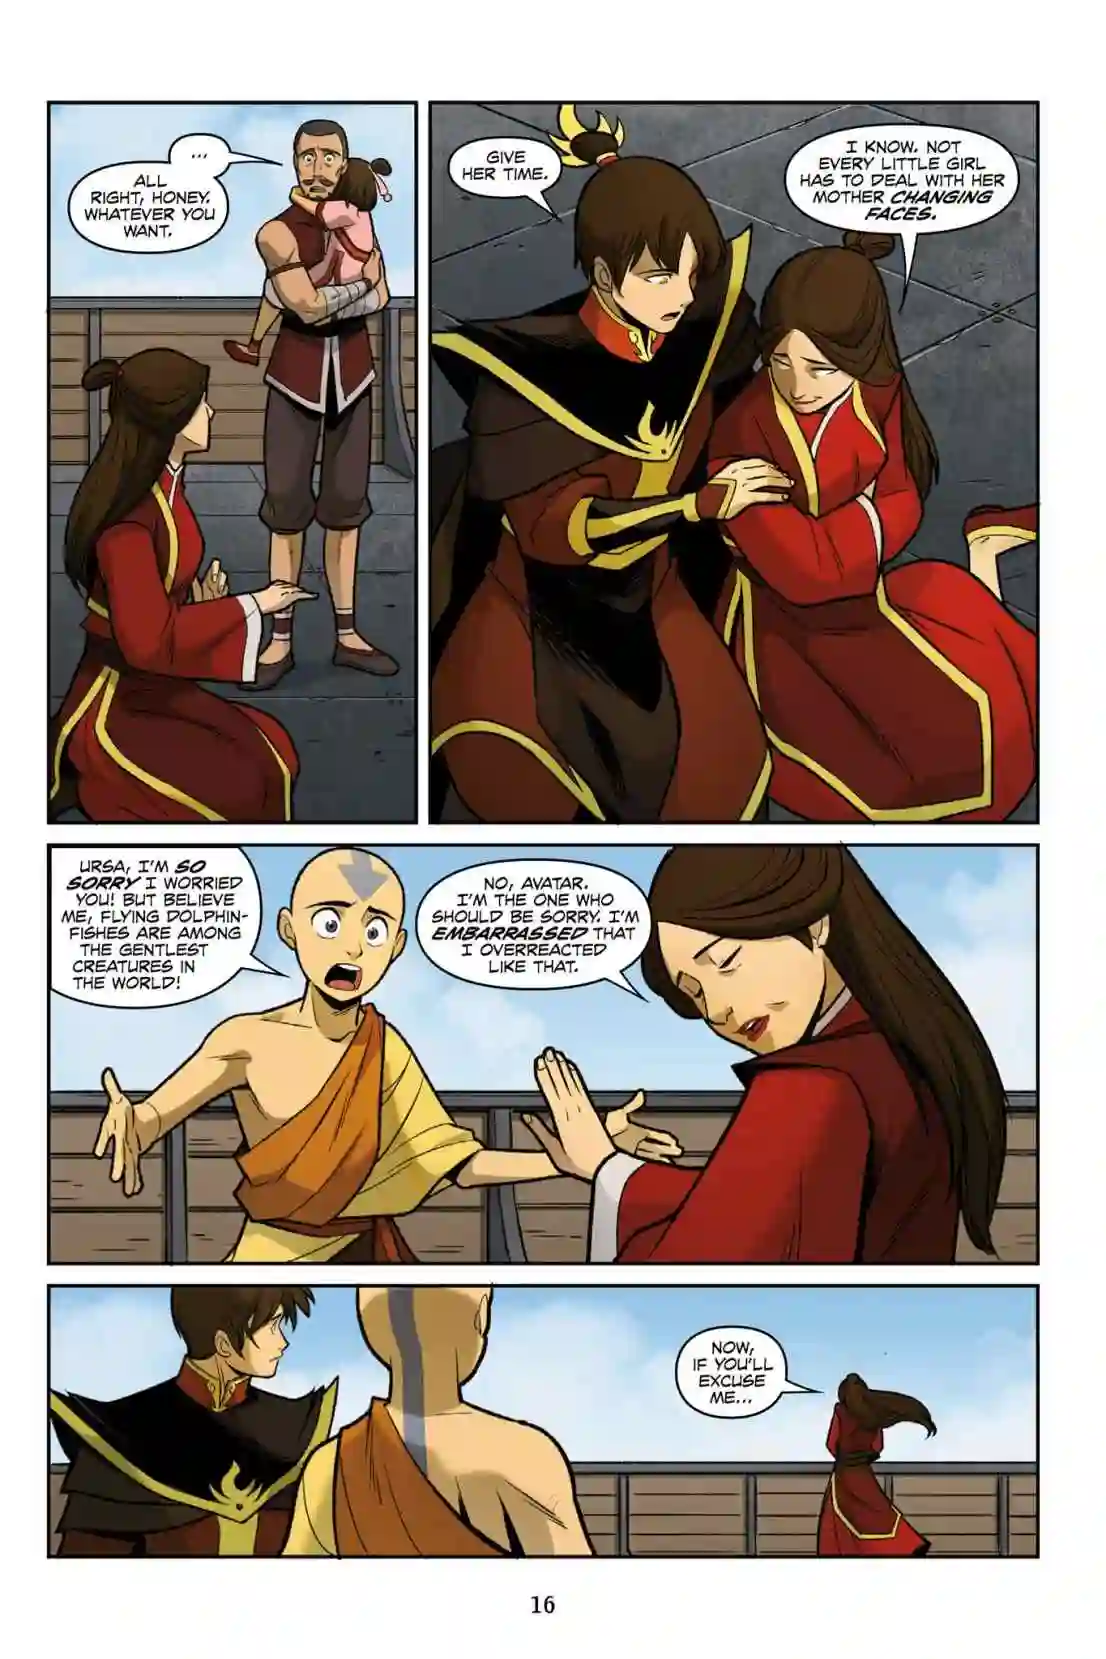 ...
ALL
RIGHT, HONEY.
WHATEVER YOU
WANT.
GIVE
HER TIME.
I KNOW. NOT
EVERY LITTLE GIRL
HAS TO DEAL WITH HER
MOTHER CHANGING
FACES.
URSA, I'M SO
SORRY I WORRIED
YOU! BUT BELIEVE
ME, FLYING DOLPHIN-
FISHES ARE AMONG
THE GENTLEST
CREATURES IN
THE WORLD!
NO, AVATAR.
I'M THE ONE WHO
SHOULD BE SORRY. I'M
EMBARRASSED THAT
I OVERREACTED
LIKE THAT.
NOW,
IF YOU'LL
EXCUSE
ME...
16